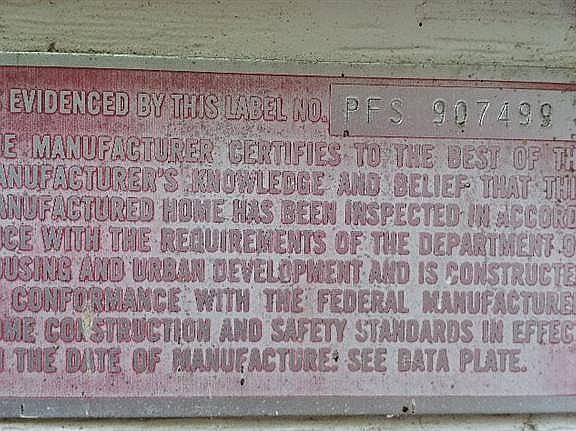 S EVIDENCED BY THIS LABEL NO. PFS 907499
E MANUFACTURER CERTIFIES TO THE BEST OF TH
ANUFACTURER'S KNOWLEDGE AND BELIEF THAT THI
ANUFACTURED HOME HAS BEEN INSPECTED IN ACCORD
NCE WITH THE REQUIREMENTS OF THE DEPARTMENT O
OUSING AND URBAN DEVELOPMENT AND IS CONSTRUCTE
CONFORMANCE WITH THE FEDERAL MANUFACTURE
OME CONSTRUCTION AND SAFETY STANDARDS IN EFFEC
N THE DATE OF MANUFACTURE: SEE DATA PLATE.